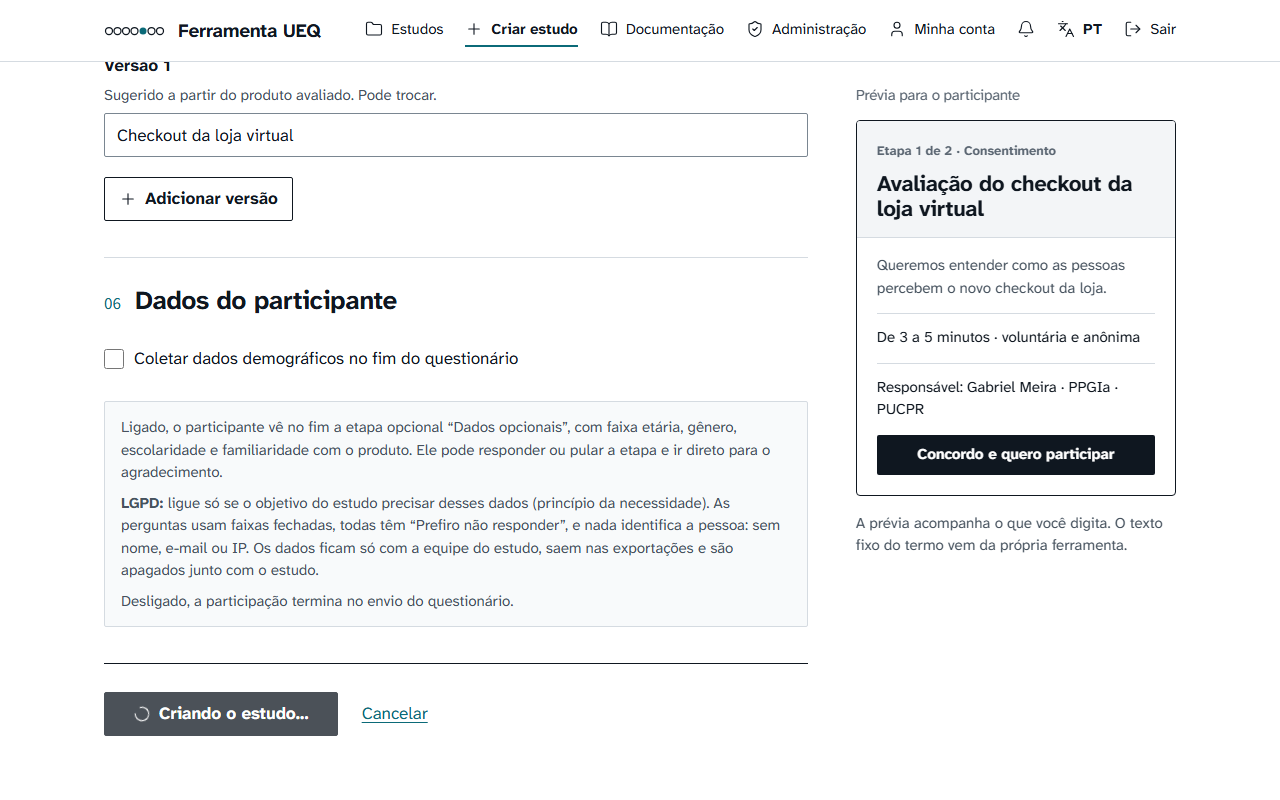 Ferramenta UEQ
Estudos
Criar estudo
Documentação
Administração
Minha conta
PT
Sair
Versão 1
Sugerido a partir do produto avaliado. Pode trocar.
Checkout da loja virtual
Adicionar versão
06 Dados do participante
Coletar dados demográficos no fim do questionário
Ligado, o participante vê no fim a etapa opcional “Dados opcionais”, com faixa etária, gênero,
escolaridade e familiaridade com o produto. Ele pode responder ou pular a etapa e ir direto para o
agradecimento.
LGPD: ligue só se o objetivo do estudo precisar desses dados (princípio da necessidade). As
perguntas usam faixas fechadas, todas têm “Prefiro não responder”, e nada identifica a pessoa: sem
nome, e-mail ou IP. Os dados ficam só com a equipe do estudo, saem nas exportações e são
apagados junto com o estudo.
Desligado, a participação termina no envio do questionário.
Criando o estudo…
Cancelar
Prévia para o participante
Etapa 1 de 2 · Consentimento
Avaliação do checkout da
loja virtual
Queremos entender como as pessoas
percebem o novo checkout da loja.
De 3 a 5 minutos · voluntária e anônima
Responsável: Gabriel Meira · PPGIa ·
PUCPR
Concordo e quero participar
A prévia acompanha o que você digita. O texto
fixo do termo vem da própria ferramenta.